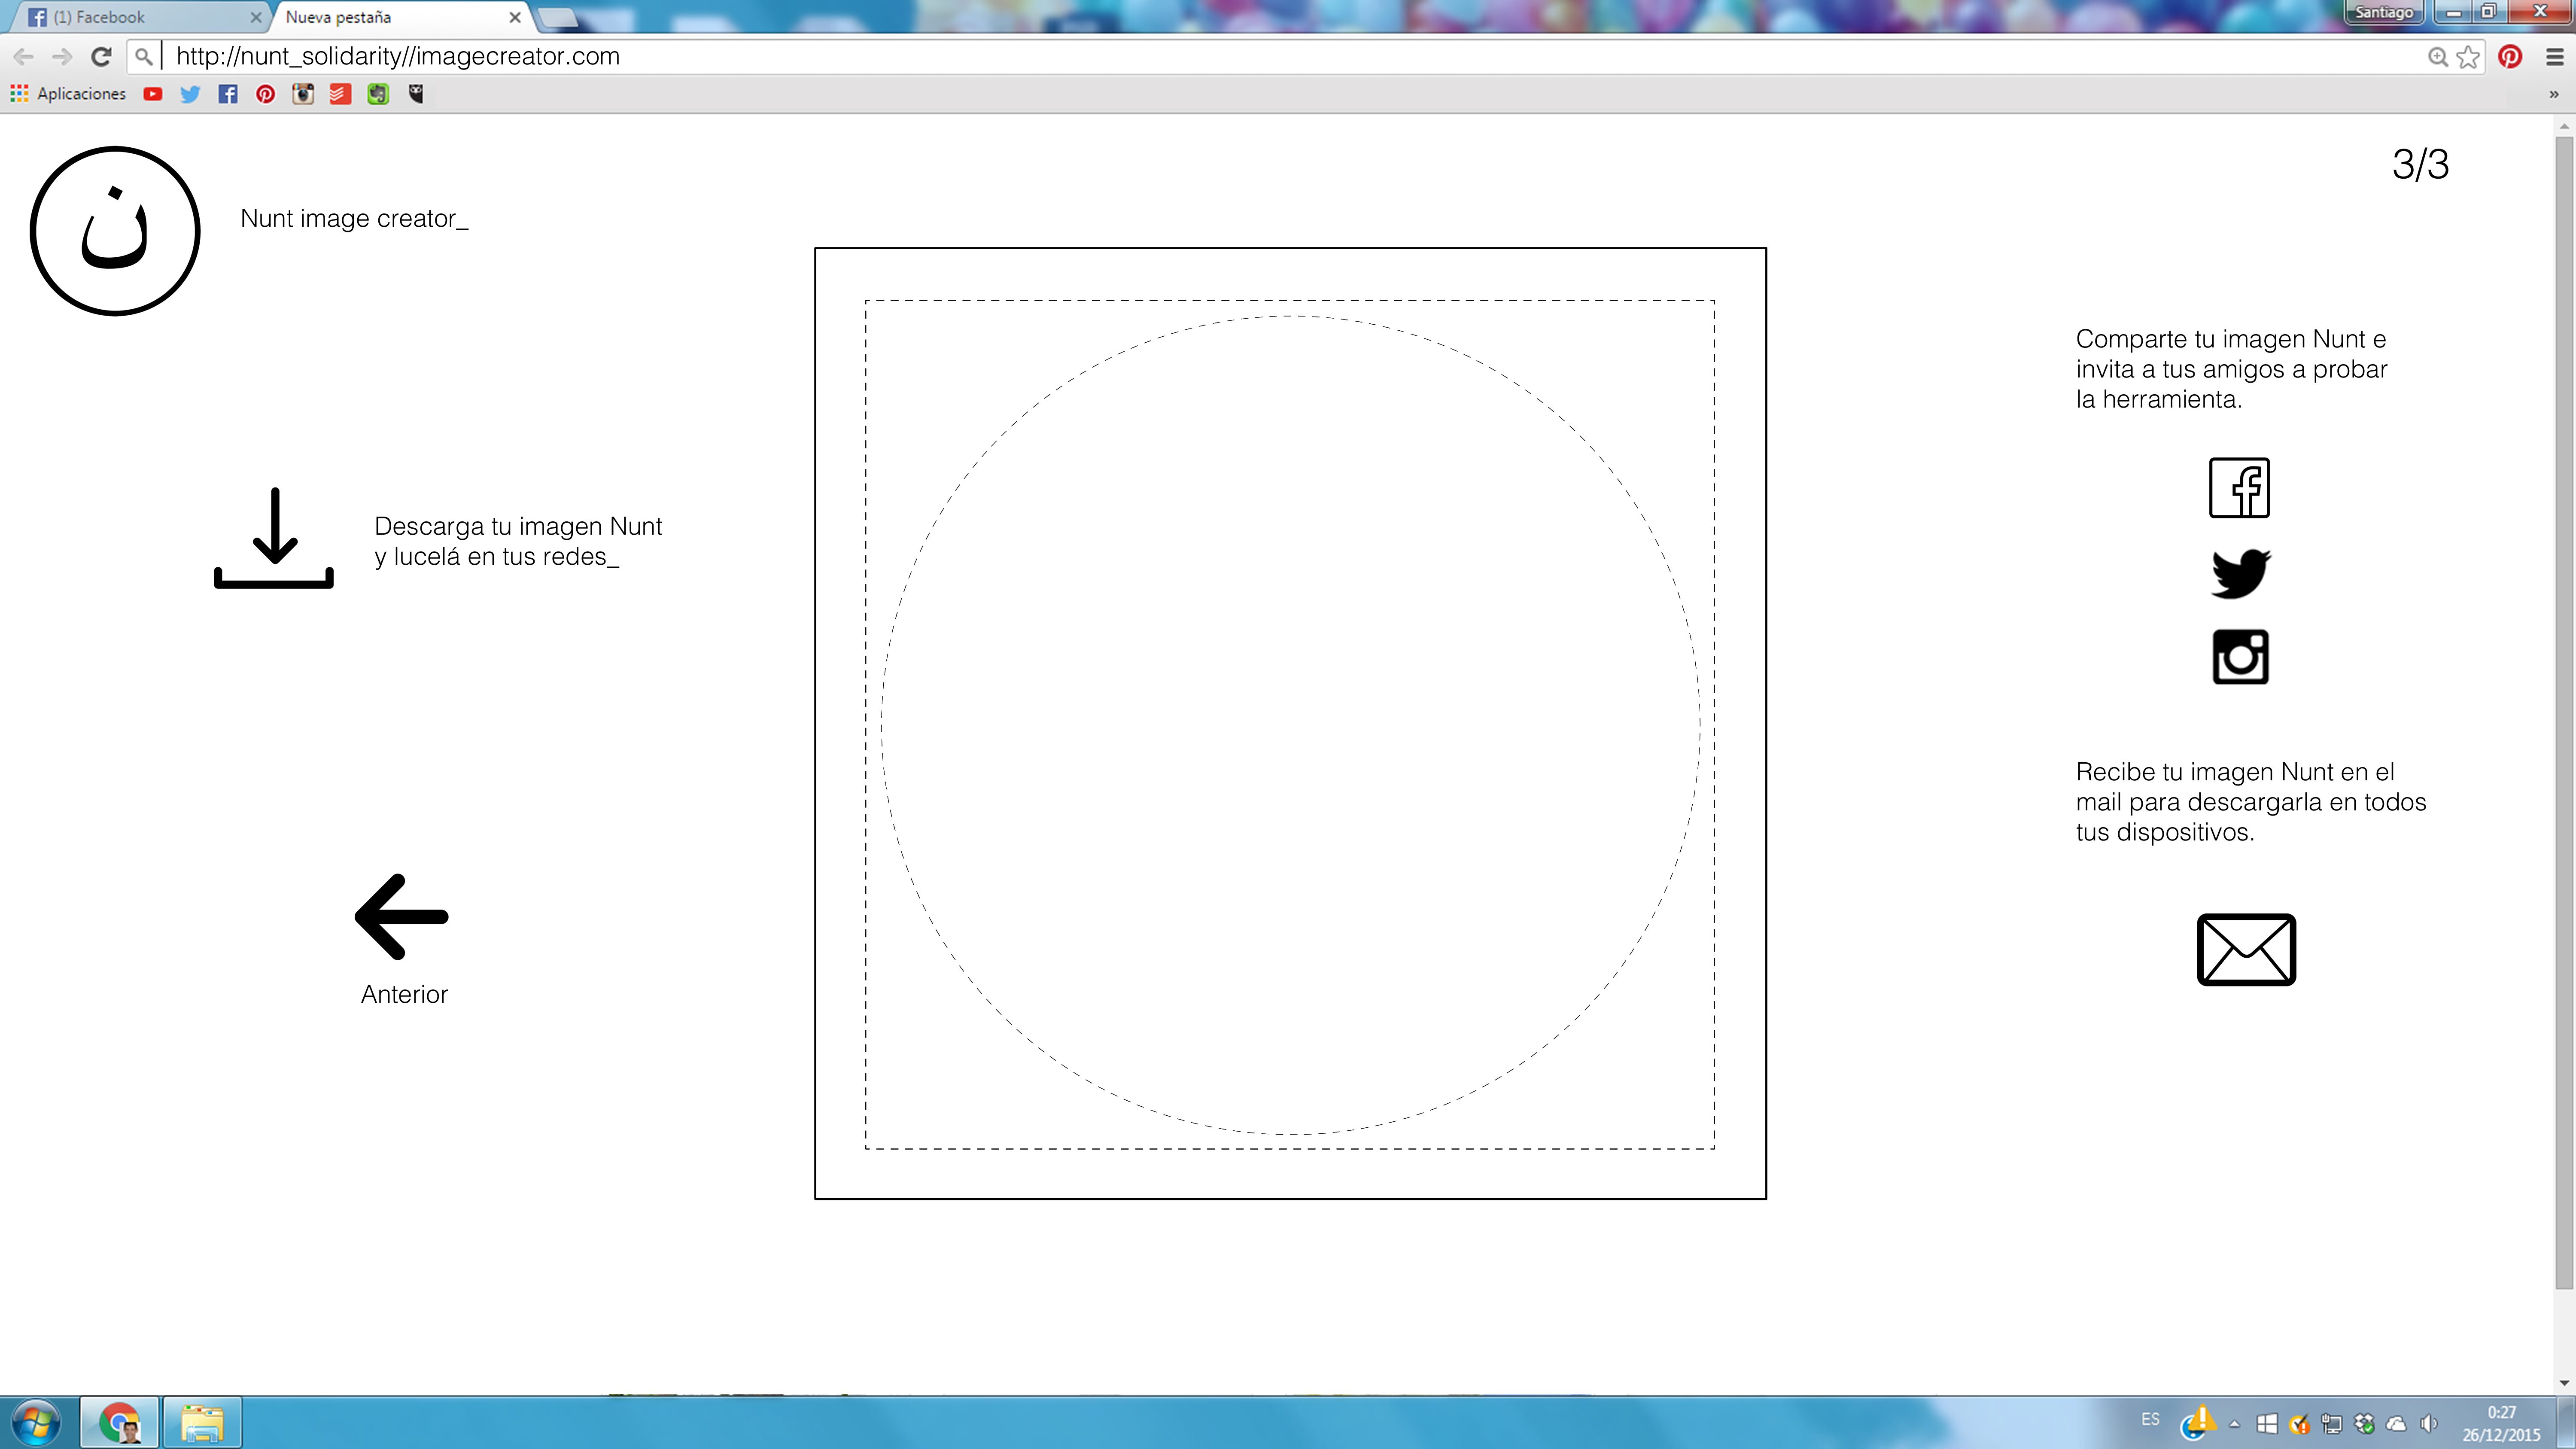 (1) Facebook
Nueva pestaña
Santiago
http://nunt_solidarity//imagecreator.com
Aplicaciones
»
3/3
ن
Nunt image creator_
Comparte tu imagen Nunt e
invita a tus amigos a probar
la herramienta.
Descarga tu imagen Nunt
y lucelá en tus redes_
Recibe tu imagen Nunt en el
mail para descargarla en todos
tus dispositivos.
Anterior
ES
0:27
26/12/2015